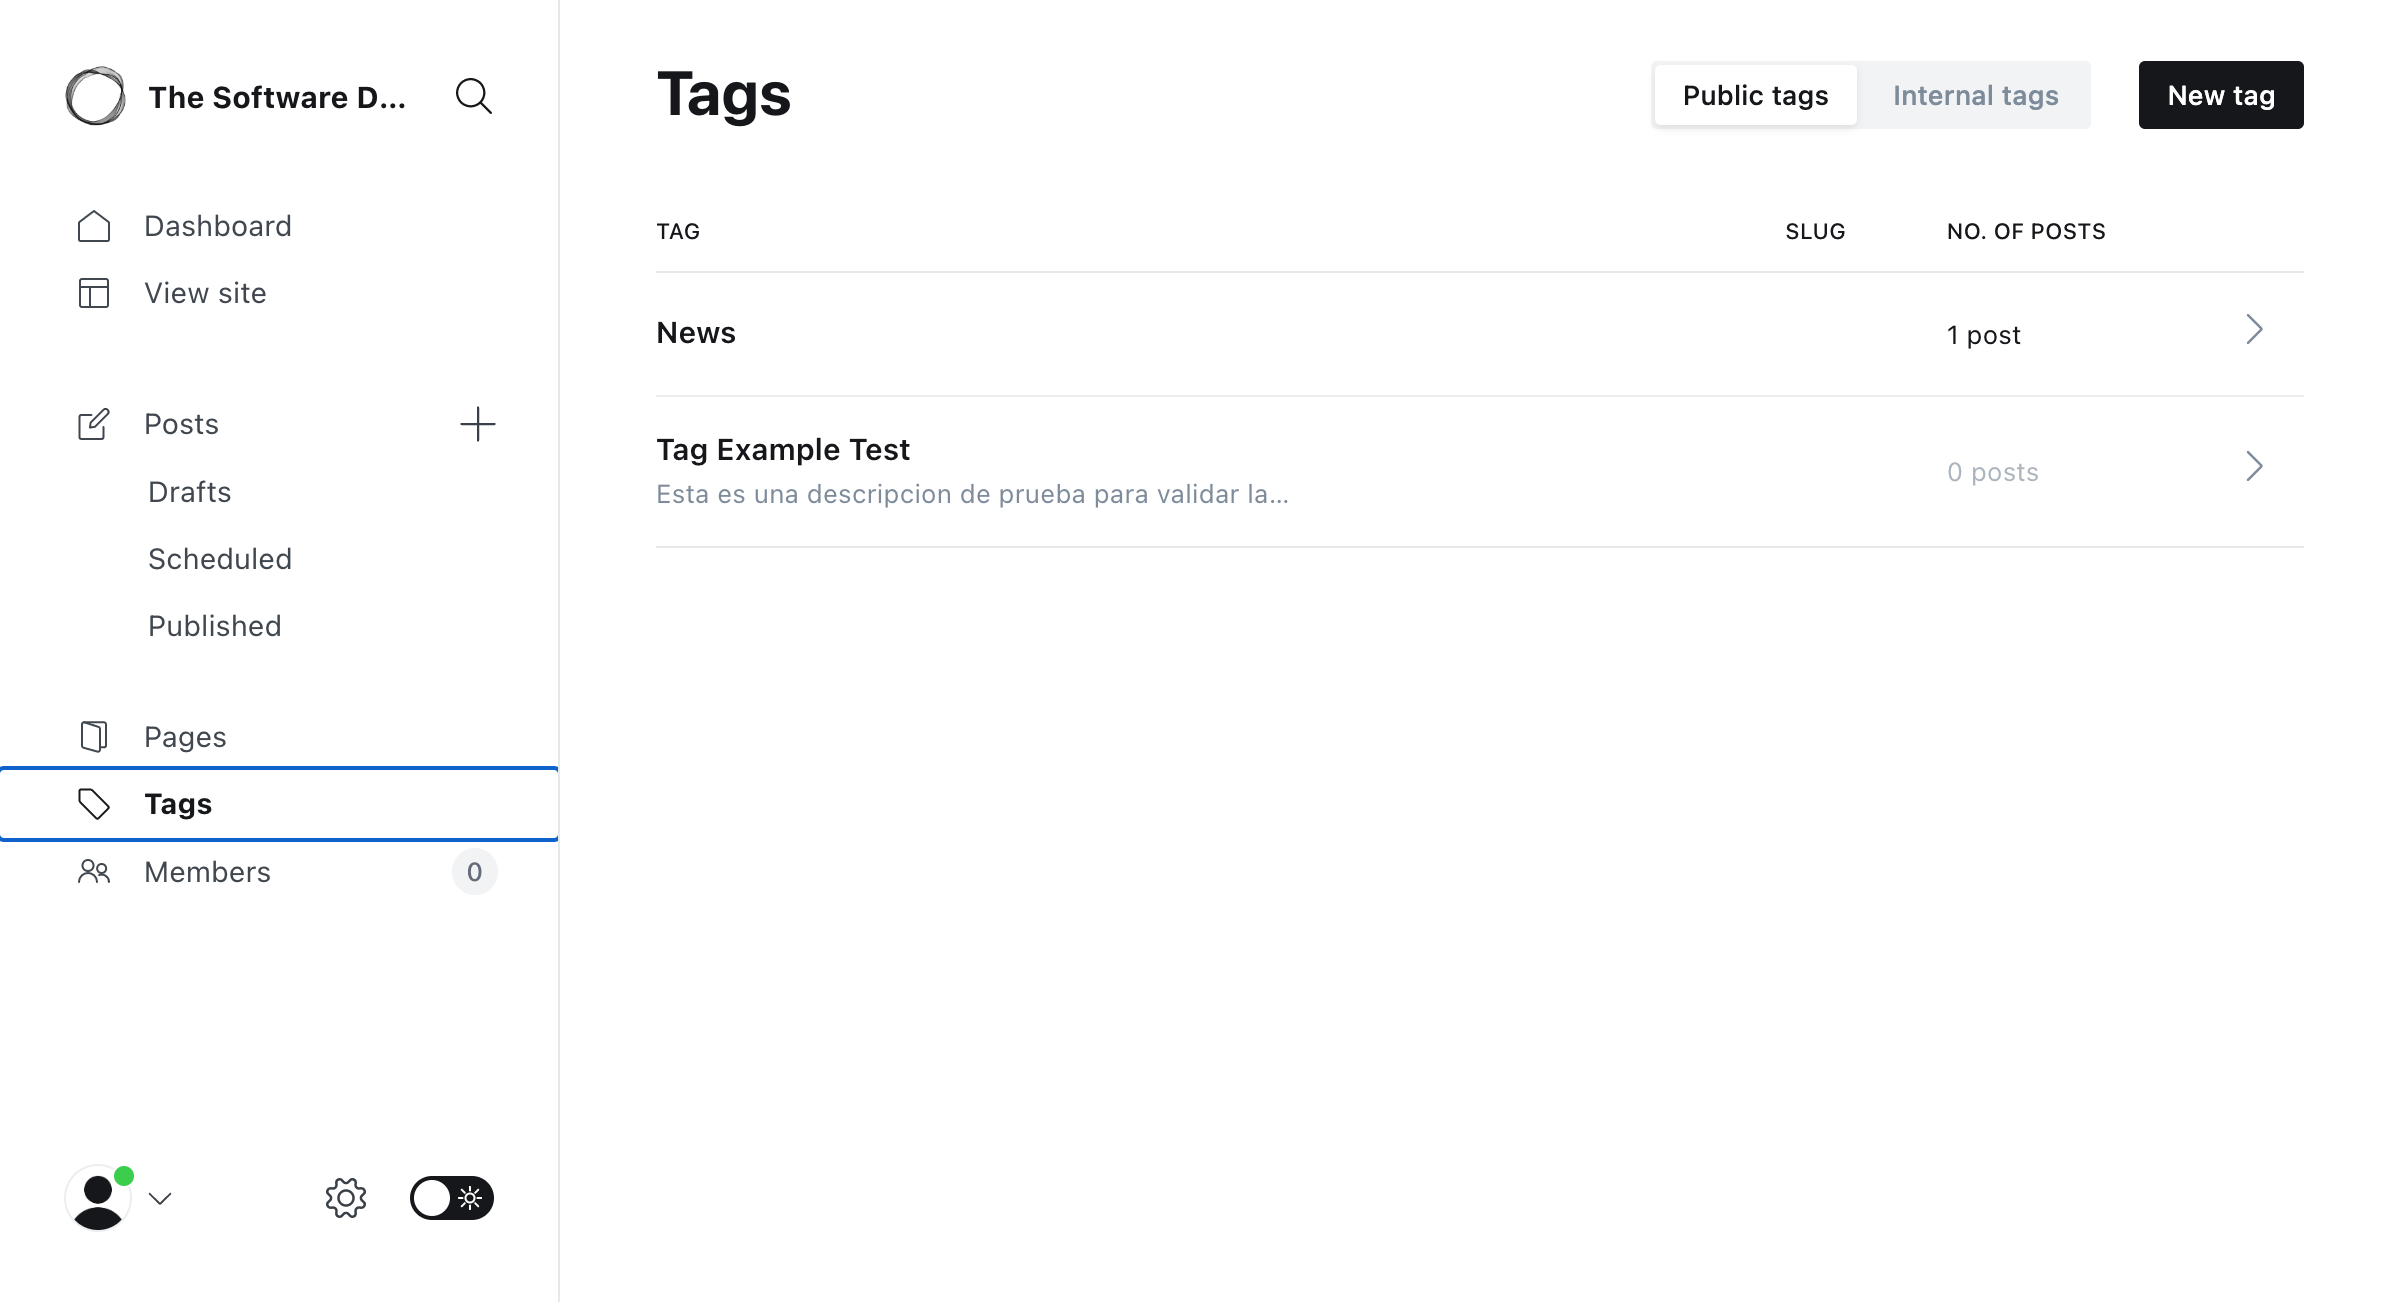 The Software D...
Dashboard
View site
Posts
Drafts
Scheduled
Published
Pages
Tags
Members
0
Tags
Public tags
Internal tags
New tag
TAG
SLUG
NO. OF POSTS
News
1 post
Tag Example Test
Esta es una descripcion de prueba para validar la...
0 posts